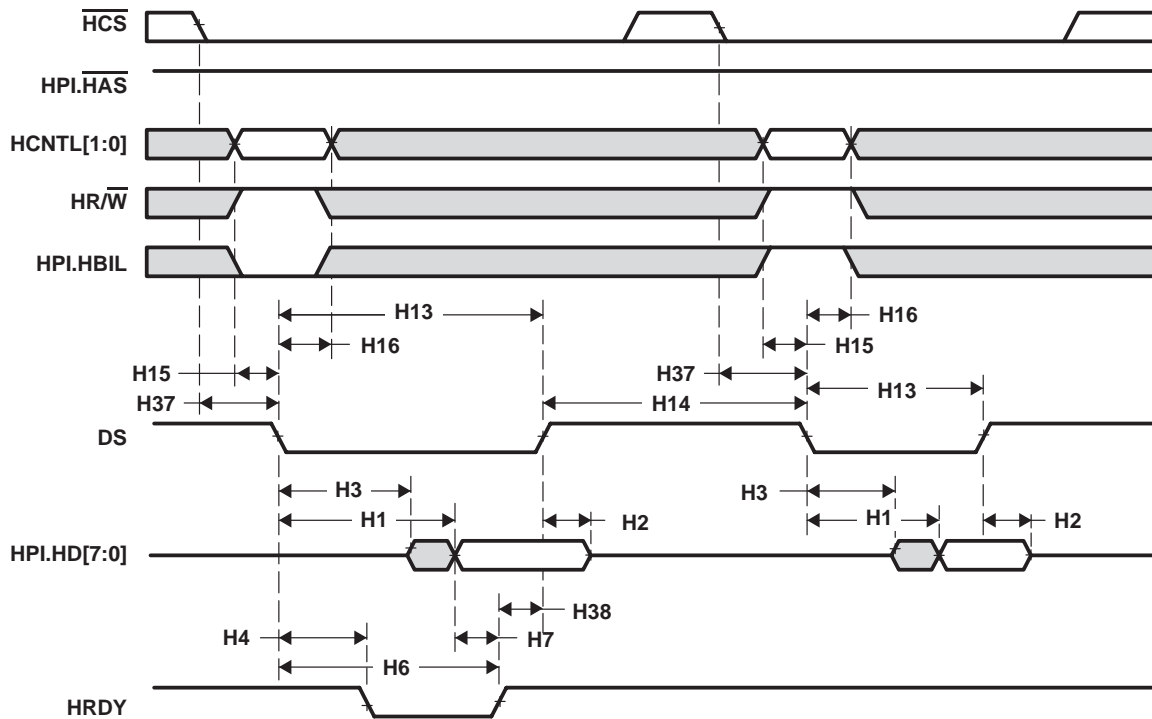 HCS
HPI.HAS
HCNTL[1:0]
HR/W
HPI.HBIL
H13
H16
H16
H15
H15
H37
H13
H37
H14
DS
H3
H3
H1
H2
H1
H2
HPI.HD[7:0]
H38
H4
H7
H6
HRDY